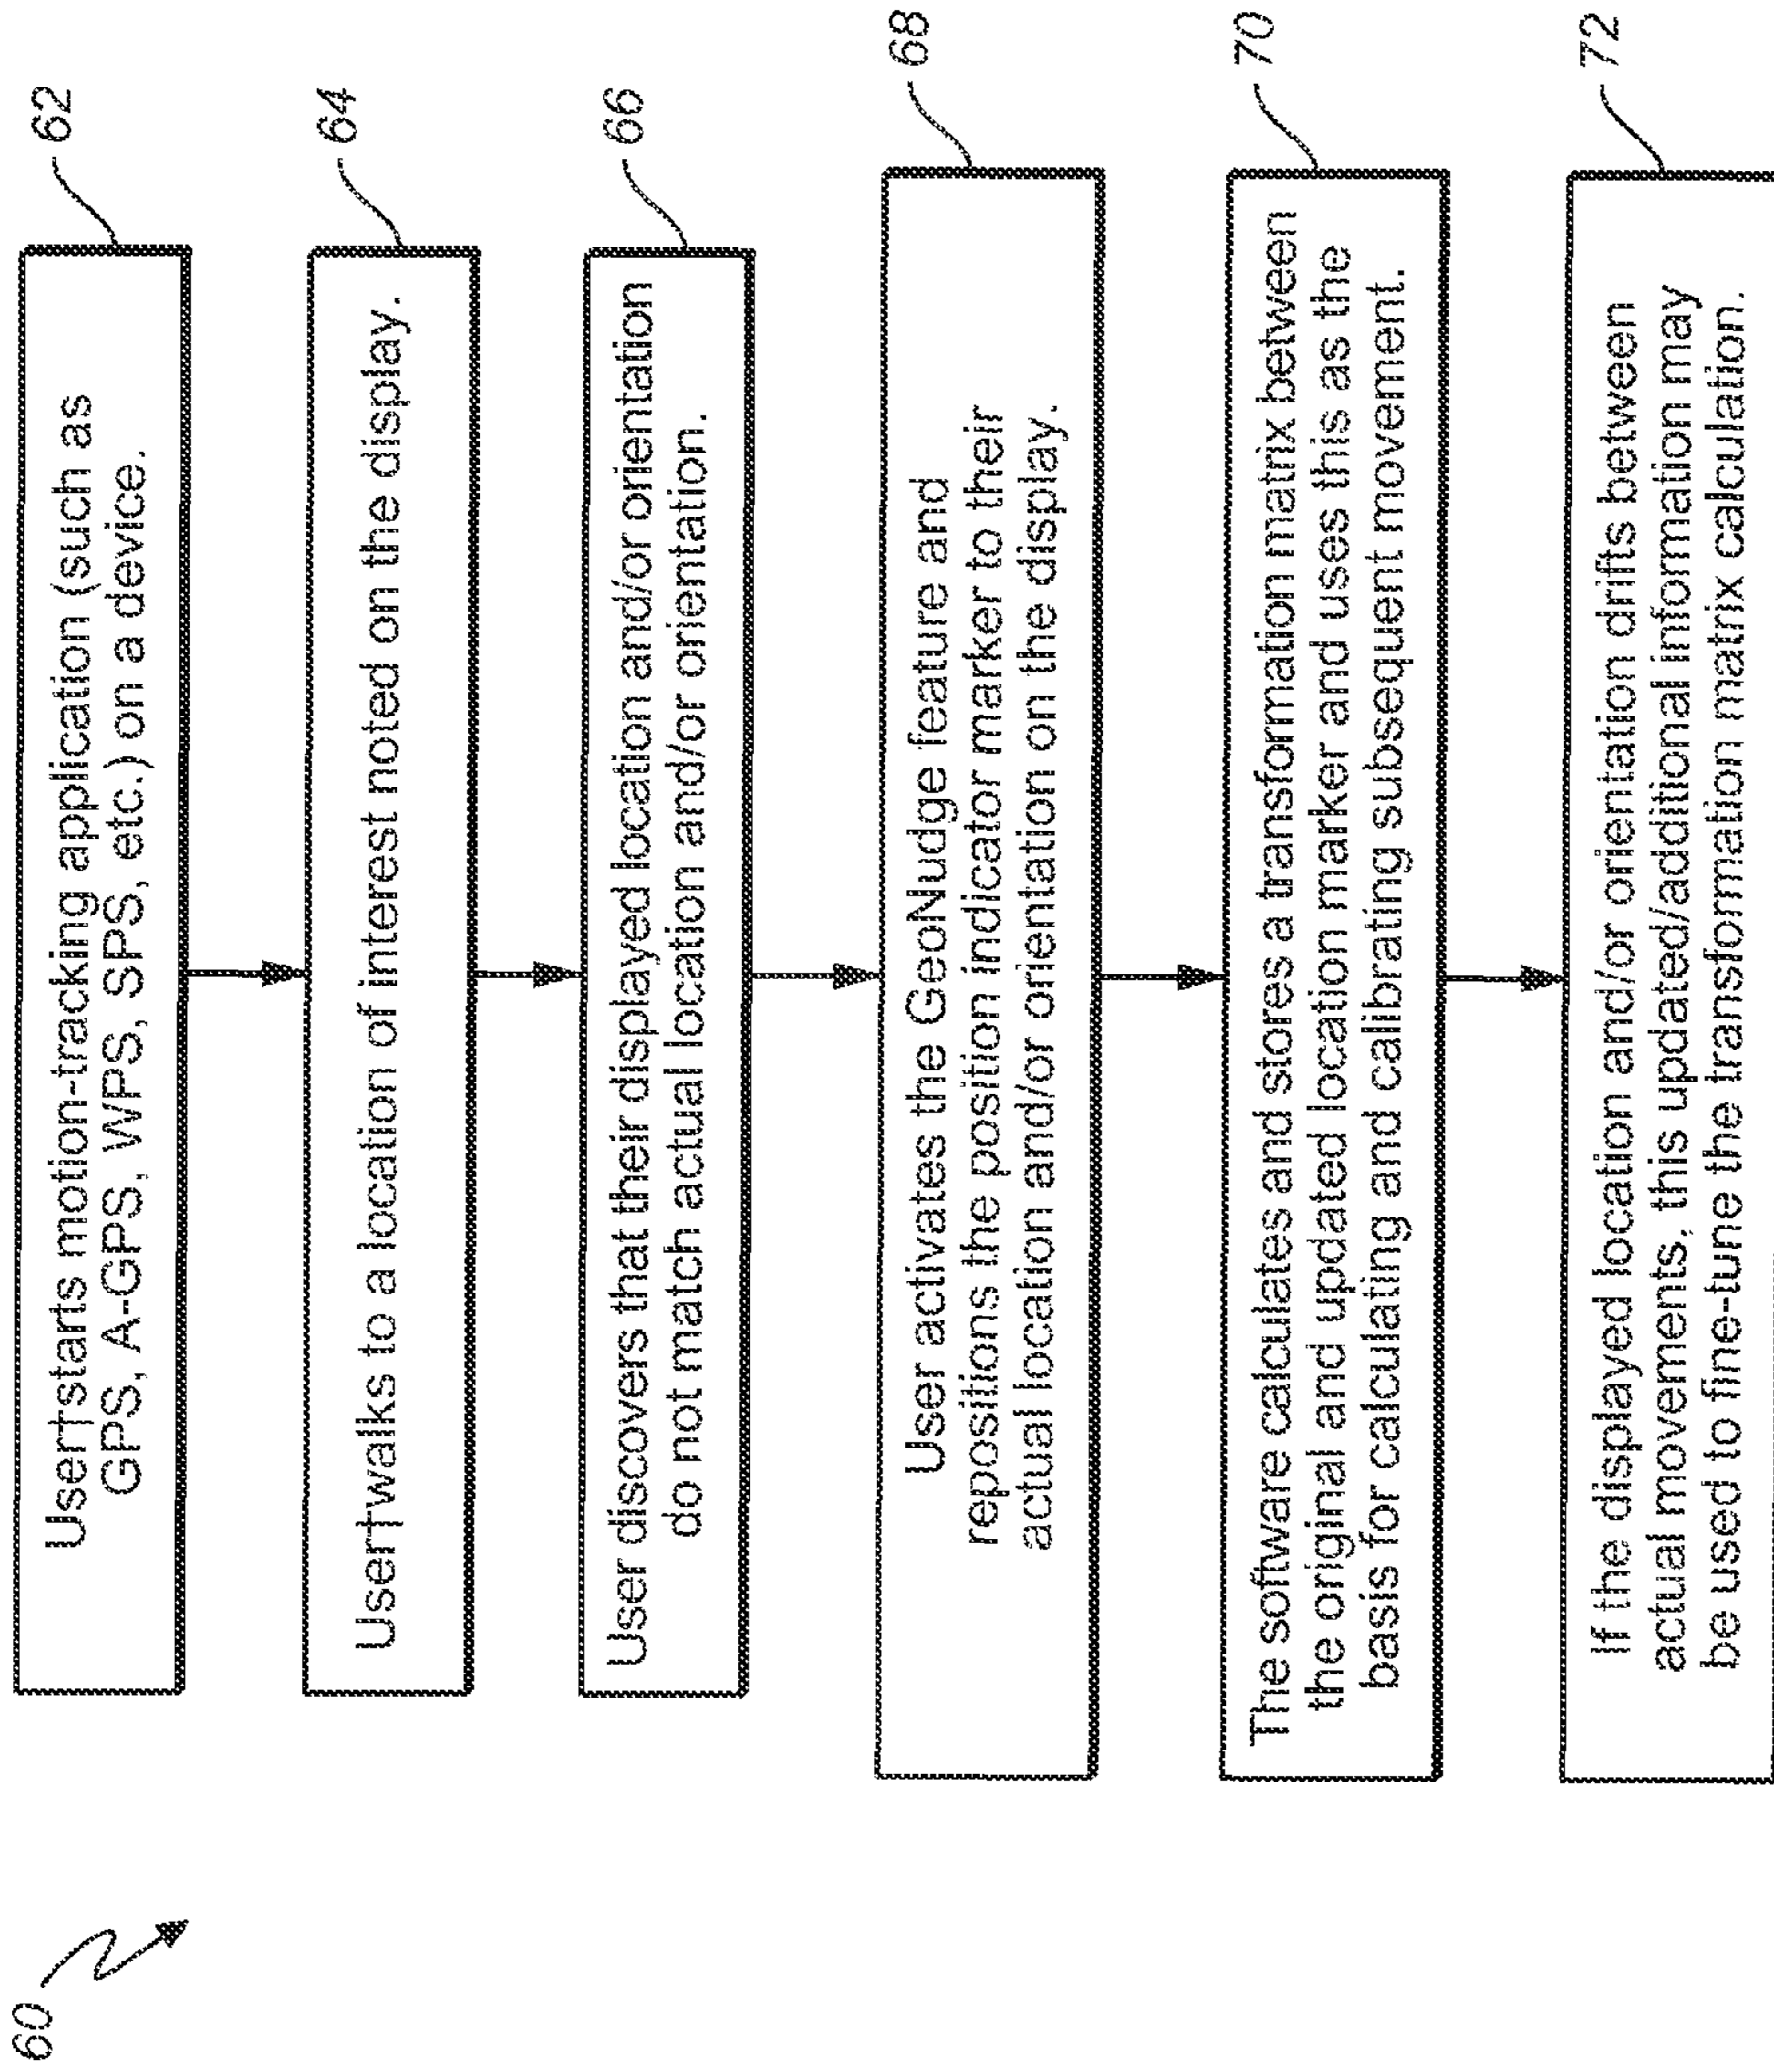 60
62
User†starts motion-tracking application (such as
GPS, A-GPS, WPS, SPS, etc.) on a device.
64
User†walks to a location of interest noted on the display.
66
User discovers that their displayed location and/or orientation
do not match actual location and/or orientation.
68
User activates the GeoNudge feature and
repositions the position indicator marker to their
actual location and/or orientation on the display.
70
The software calculates and stores a transformation matrix between
the original and updated location marker and uses this as the
basis for calculating and calibrating subsequent movement.
72
If the displayed location and/or orientation drifts between
actual movements, this updated/additional information may
be used to fine-tune the transformation matrix calculation.